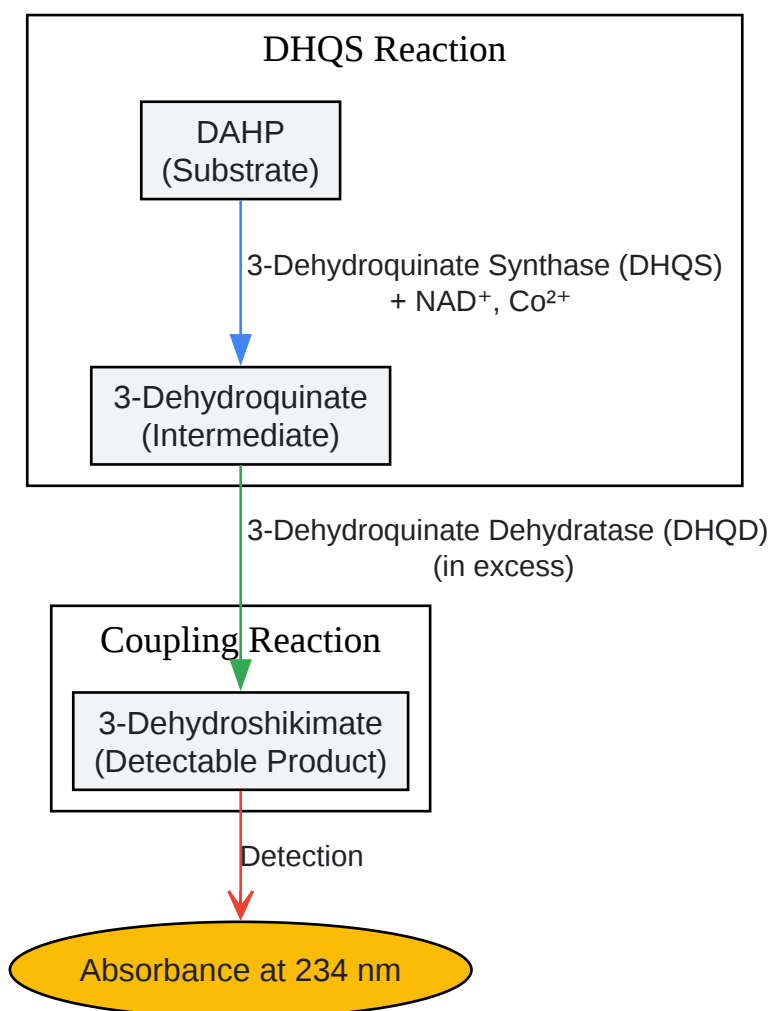 DHQS Reaction
DAHP
(Substrate)
3-Dehydroquinate Synthase (DHQS)
+ NAD⁺, Co²⁺
3-Dehydroquinate
(Intermediate)
3-Dehydroquinate Dehydratase (DHQD)
(in excess)
Coupling Reaction
3-Dehydroshikimate
(Detectable Product)
Detection
Absorbance at 234 nm